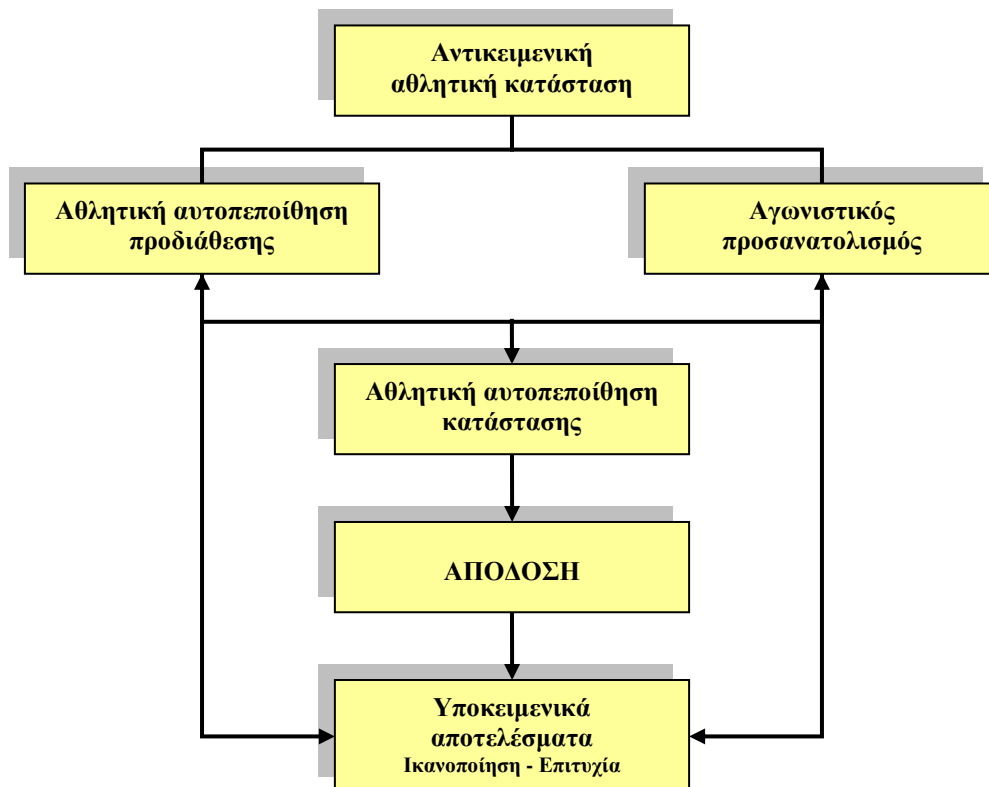 Αντικειμενική
αθλητική κατάσταση
Αθλητική αυτοπεποίθηση
προδιάθεσης
Αγωνιστικός
προσανατολισμός
Αθλητική αυτοπεποίθηση
κατάστασης
ΑΠΟΔΟΣΗ
Υποκειμενικά
αποτελέσματα
Ικανοποίηση - Επιτυχία